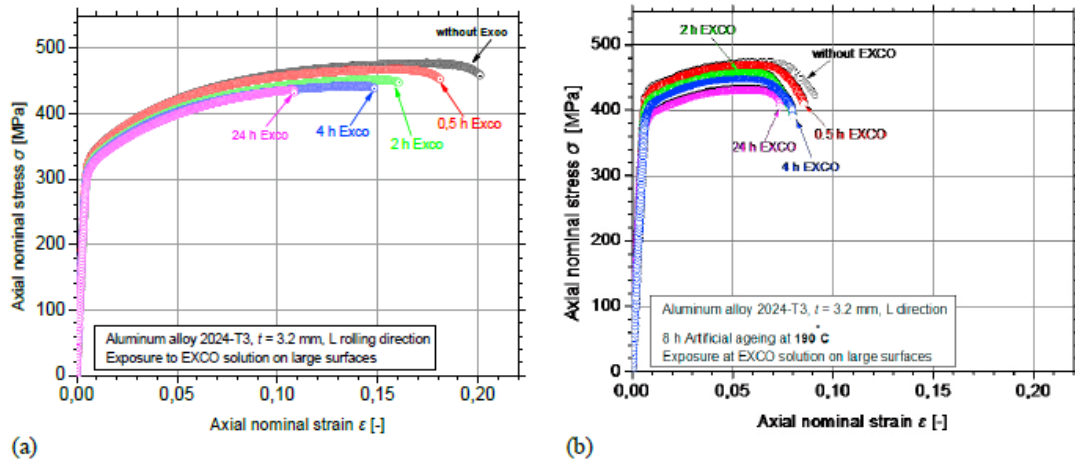 without Exco
500
400
300
200
100
0
Axial nominal stress σ [MPa]
24 h Exco
4 h Exco
2 h Exco
0,5 h Exco
Aluminum alloy 2024-T3, t = 3.2 mm, L rolling direction
Exposure to EXCO solution on large surfaces
0,00 0,05 0,10 0,15 0,20
Axial nominal strain ε [-]
(a)
2 h EXCO
without EXCO
500
400
300
200
100
0
Axial nominal stress σ [MPa]
0.5 h EXCO
24 h EXCO
4 h EXCO
Aluminum alloy 2024-T3, t = 3.2 mm, L direction
8 h Artificial ageing at 190°C
Exposure at EXCO solution on large surfaces
0,00 0,05 0,10 0,15 0,20
Axial nominal strain ε [-]
(b)